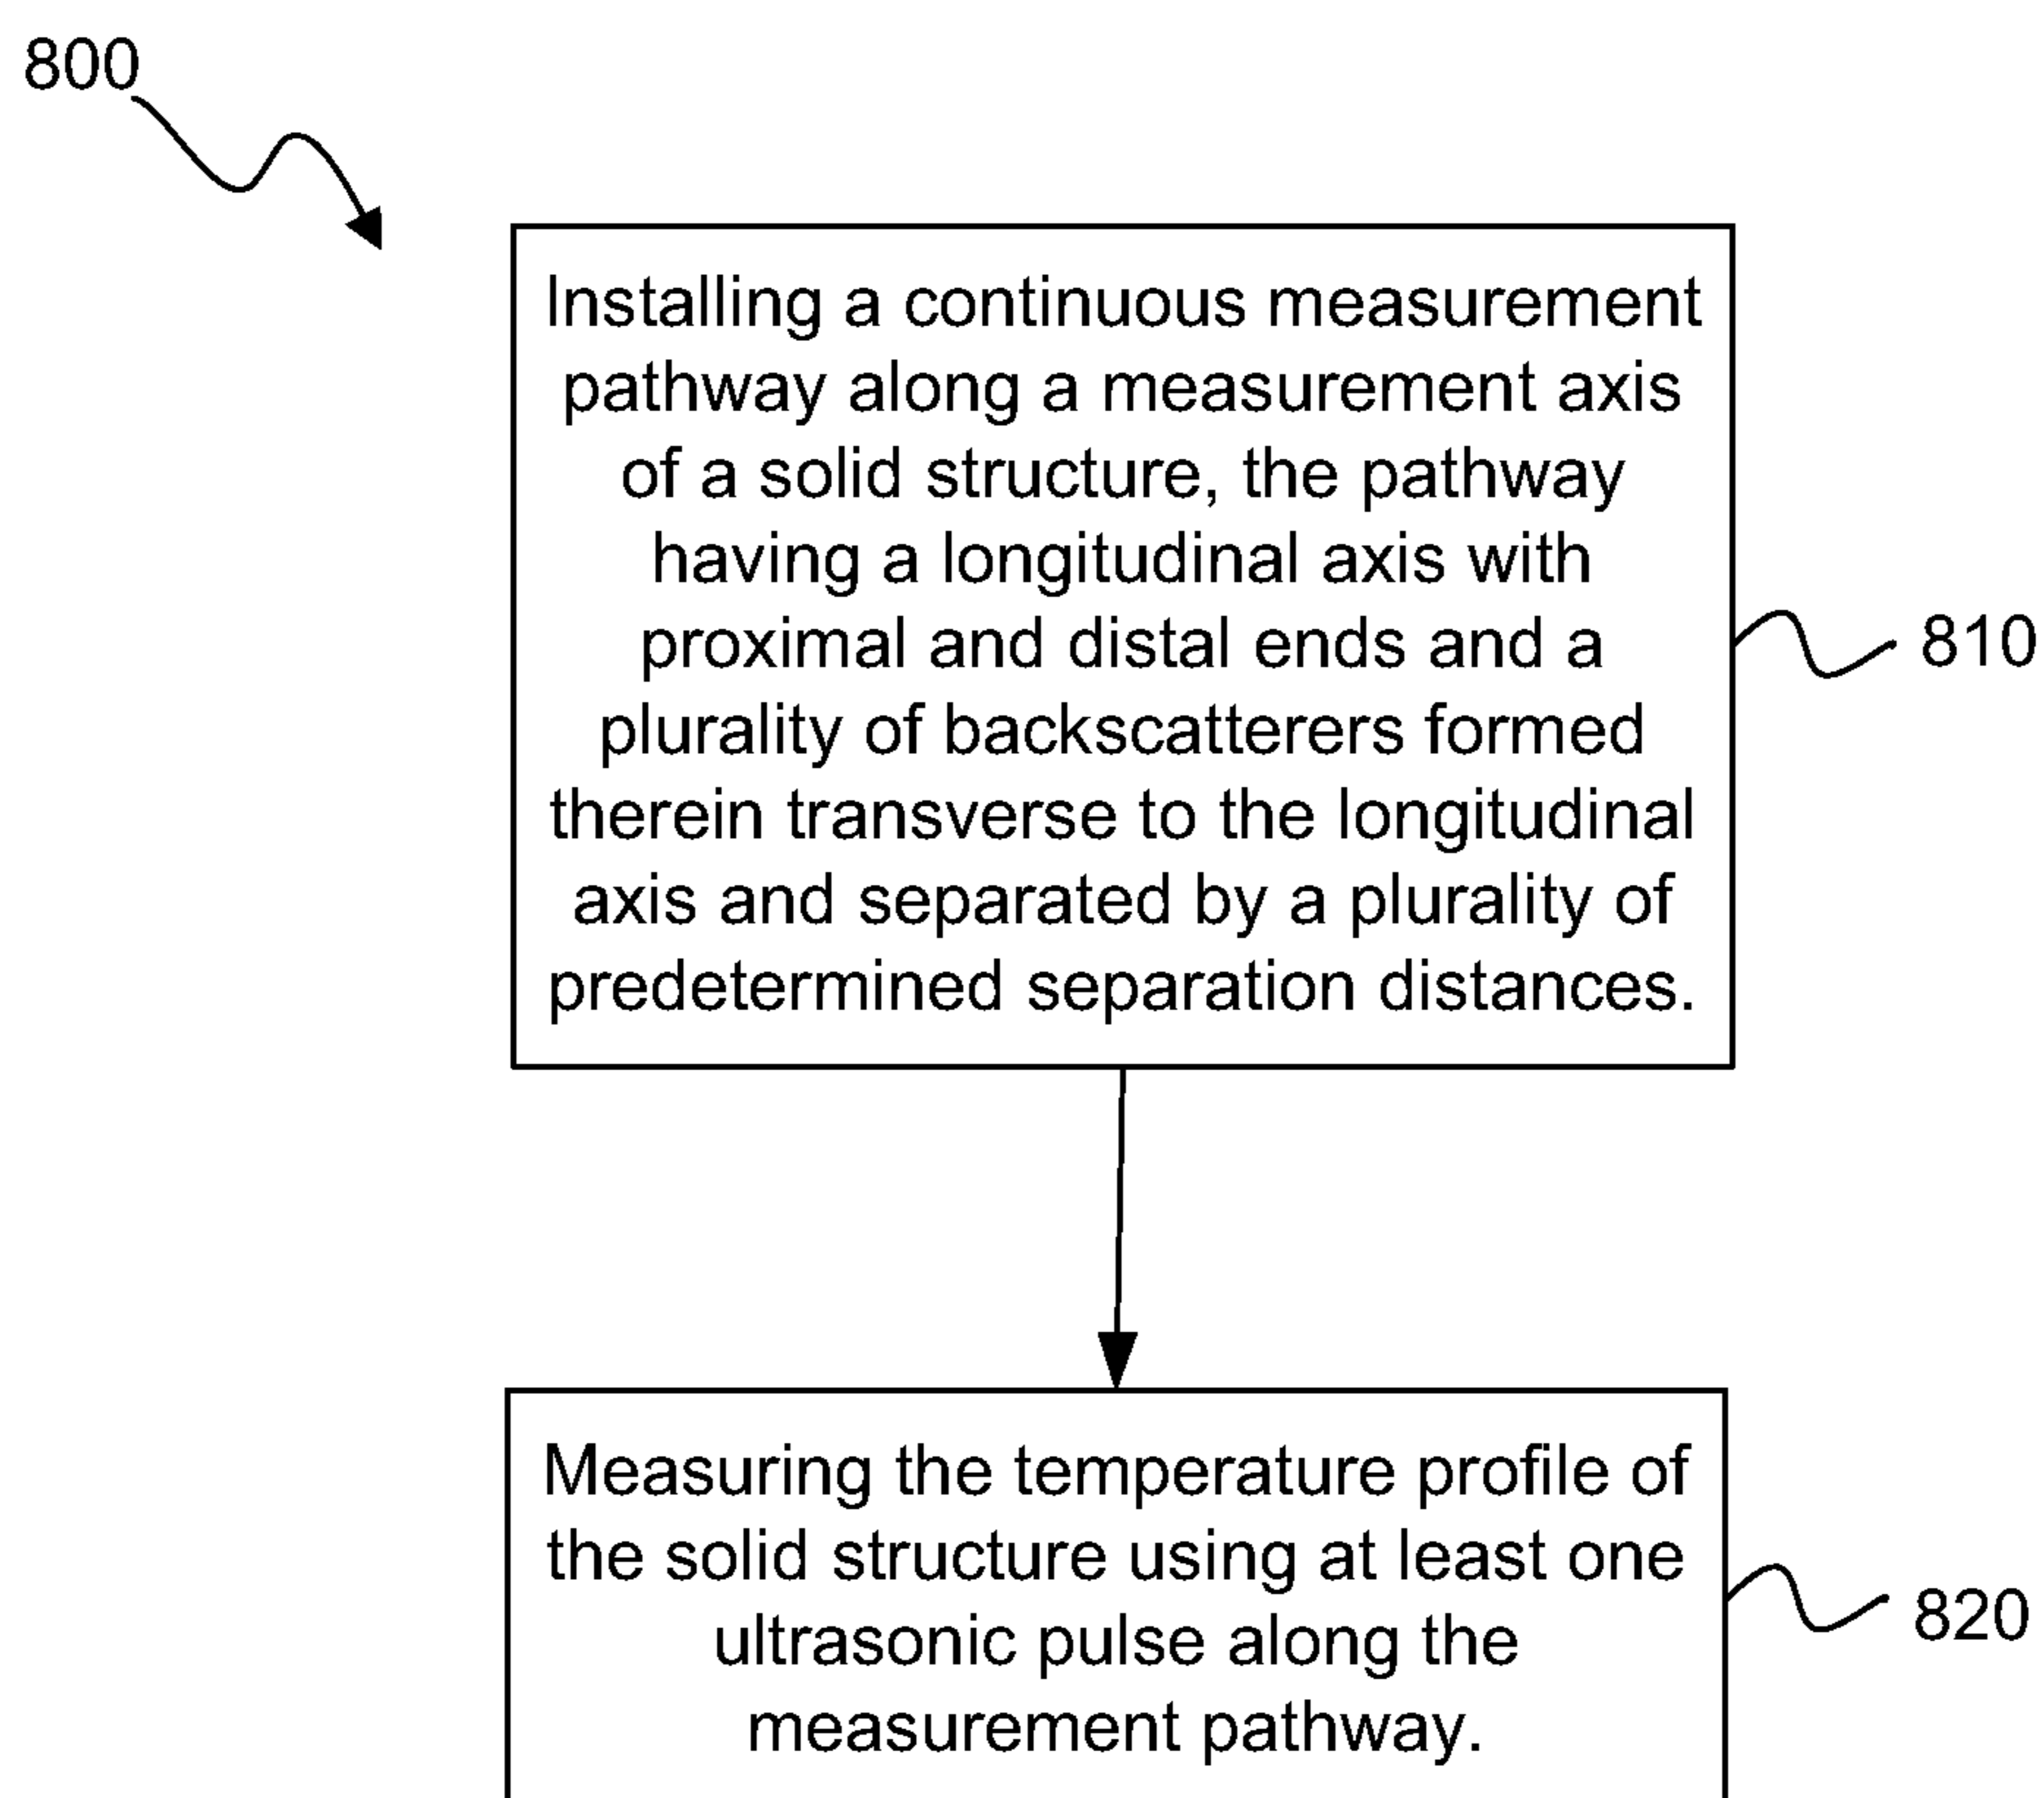 800
Installing a continuous measurement
pathway along a measurement axis
of a solid structure, the pathway
having a longitudinal axis with
proximal and distal ends and a
plurality of backscatterers formed
therein transverse to the longitudinal
axis and separated by a plurality of
predetermined separation distances.
810
Measuring the temperature profile of
the solid structure using at least one
ultrasonic pulse along the
measurement pathway.
820